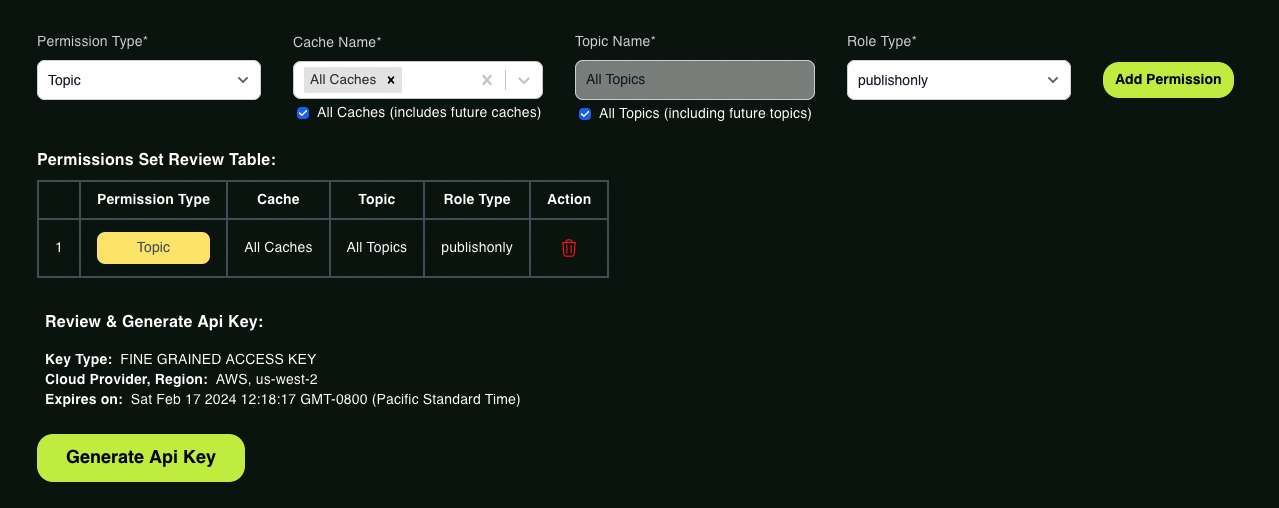 Permission Type* Cache Name* Topic Name* Role Type*
Topic All Caches × All Topics publishonly Add Permission
All Caches (includes future caches) All Topics (including future topics)
Permissions Set Review Table:
Permission Type Cache Topic Role Type Action
1 Topic All Caches All Topics publishonly
Review & Generate Api Key:
Key Type: FINE GRAINED ACCESS KEY
Cloud Provider, Region: AWS, us-west-2
Expires on: Sat Feb 17 2024 12:18:17 GMT-0800 (Pacific Standard Time)
Generate Api Key